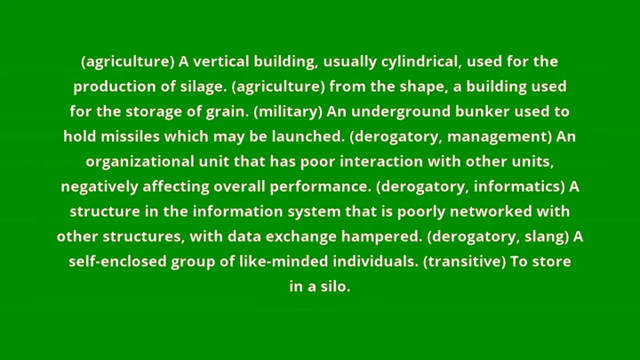 (agriculture) A vertical building, usually cylindrical, used for the
production of silage. (agriculture) from the shape, a building used
for the storage of grain. (military) An underground bunker used to
hold missiles which may be launched. (derogatory, management) An
organizational unit that has poor interaction with other units,
negatively affecting overall performance. (derogatory, informatics) A
structure in the information system that is poorly networked with
other structures, with data exchange hampered. (derogatory, slang) A
self-enclosed group of like-minded individuals. (transitive) To store
in a silo.